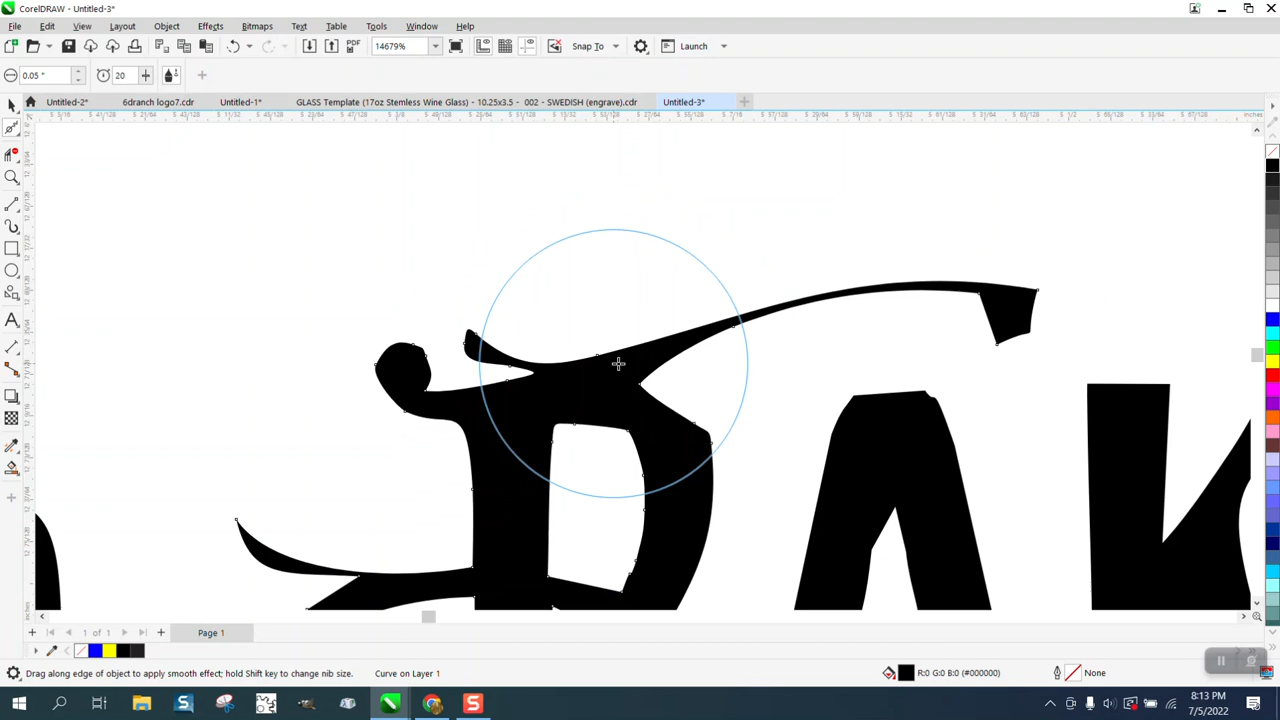 CorelDRAW - Untitled-3*
File Edit View Layout Object Effects Bitmaps Text Table Tools Window Help
PDF 14679% Snap To Launch
0.05 ° 20
Untitled-2* 6dranch logo7.cdr Untitled-1* GLASS Template (17oz Stemless Wine Glass) - 10.25x3.5 - 002 - SWEDISH (engrave).cdr Untitled-3*
inches
DAK
inches
1 of 1 Page 1
Drag along edge of object to apply smooth effect; hold Shift key to change nib size. Curve on Layer 1 R:0 G:0 B:0 (#000000) None
8:13 PM
7/5/2022